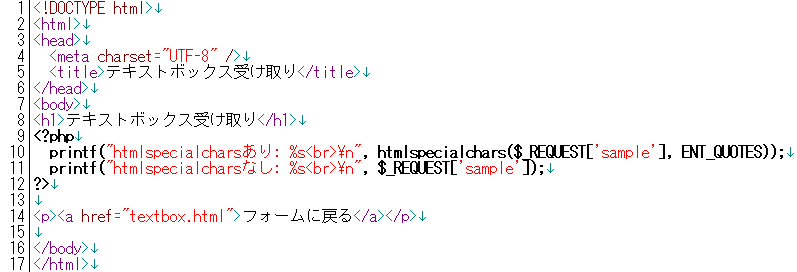 1 <!DOCTYPE html>↓
2 <html>↓
3 <head>↓
4   <meta charset="UTF-8" />↓
5   <title>テキストボックス受け取り</title>↓
6 </head>↓
7 <body>↓
8 <h1>テキストボックス受け取り</h1>↓
9 <?php↓
10   printf("htmlspecialcharsあり: %s<br>\n", htmlspecialchars($_REQUEST['sample'], ENT_QUOTES));↓
11   printf("htmlspecialcharsなし: %s<br>\n", $_REQUEST['sample']);↓
12 ?>↓
13 ↓
14 <p><a href="textbox.html">フォームに戻る</a></p>↓
15 ↓
16 </body>↓
17 </html>↓